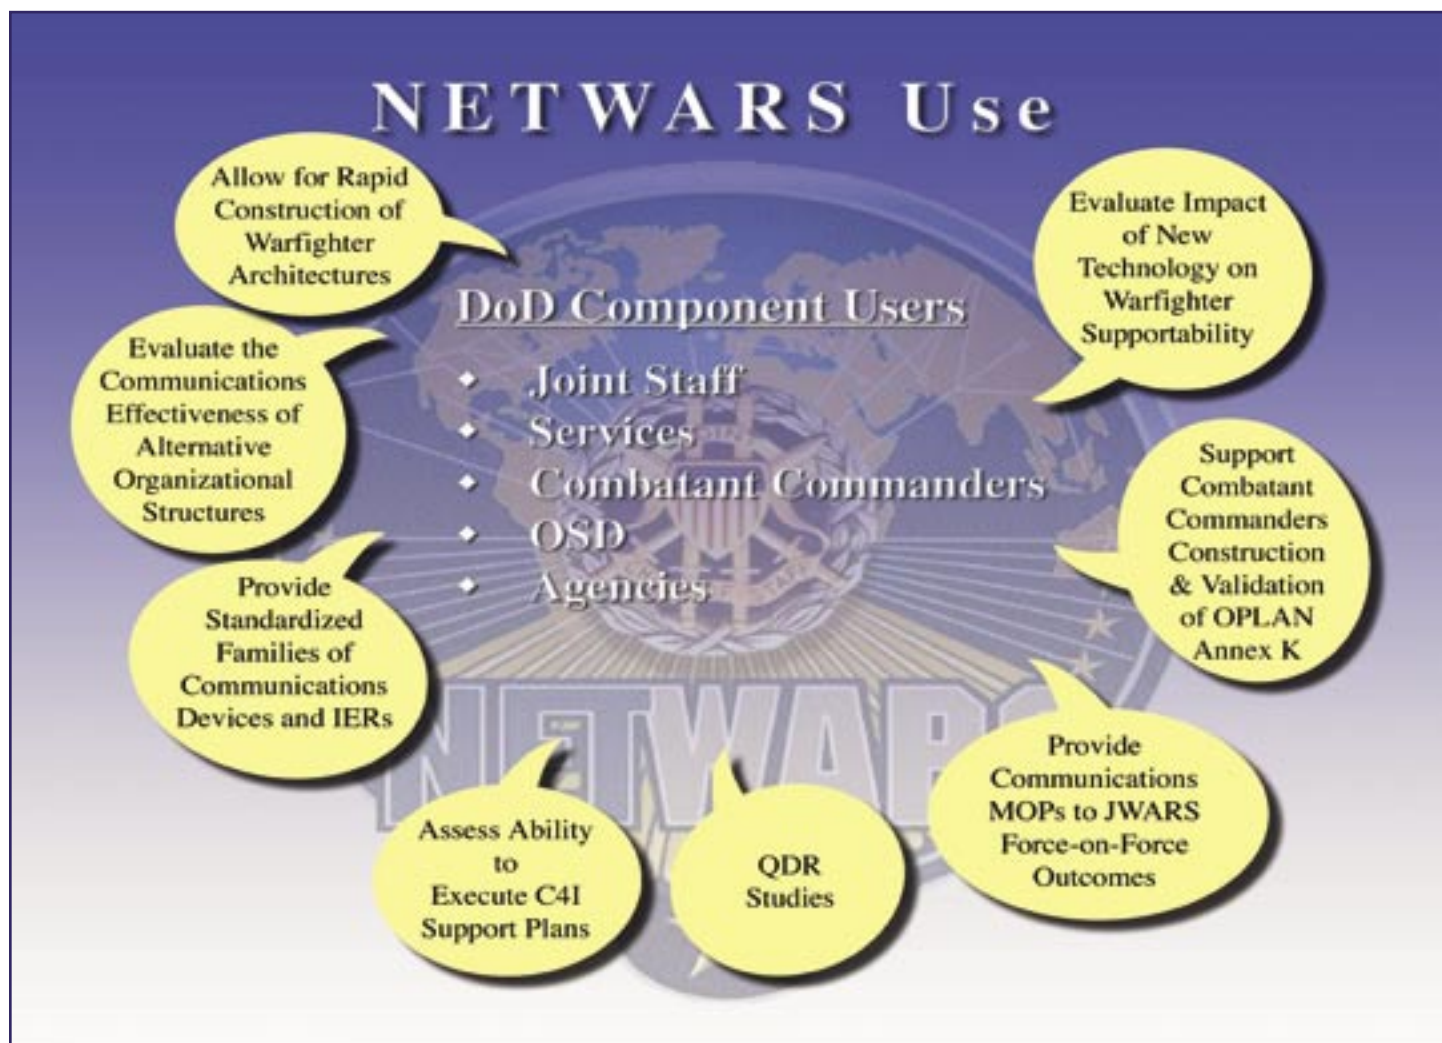 NETWARS Use
Allow for Rapid
Construction of
Warfighter
Architectures
Evaluate the
Communications
Effectiveness of
Alternative
Organizational
Structures
Provide
Standardized
Families of
Communications
Devices and IERs
Assess Ability
to
Execute C4I
Support Plans
QDR
Studies
DoD Component Users
• Joint Staff
• Services
• Combatant Commanders
• OSD
• Agencies
Evaluate Impact
of New
Technology on
Warfighter
Supportability
Support
Combatant
Commanders
Construction
& Validation
of OPLAN
Annex K
Provide
Communications
MOPs to JWARS
Force-on-Force
Outcomes
NETWARS